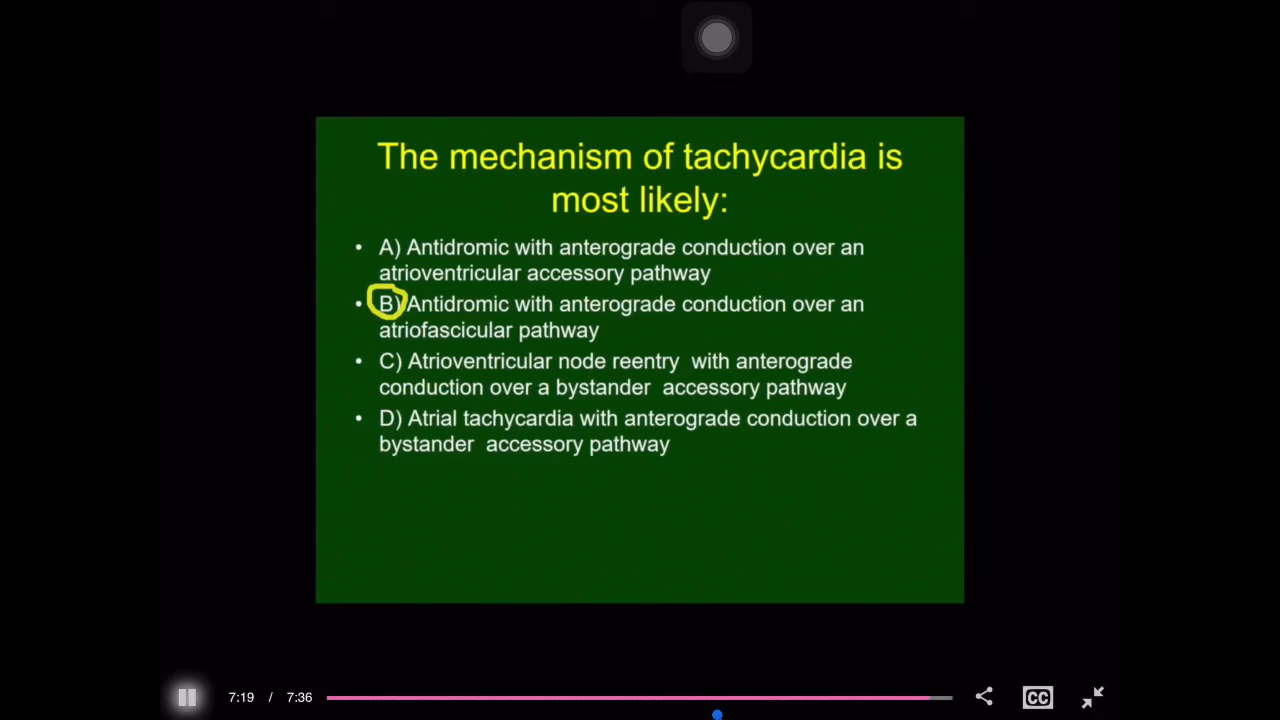 The mechanism of tachycardia is
most likely:
• A) Antidromic with anterograde conduction over an
atrioventricular accessory pathway
• B) Antidromic with anterograde conduction over an
atriofascicular pathway
• C) Atrioventricular node reentry with anterograde
conduction over a bystander accessory pathway
• D) Atrial tachycardia with anterograde conduction over a
bystander accessory pathway
7:19 / 7:36 CC